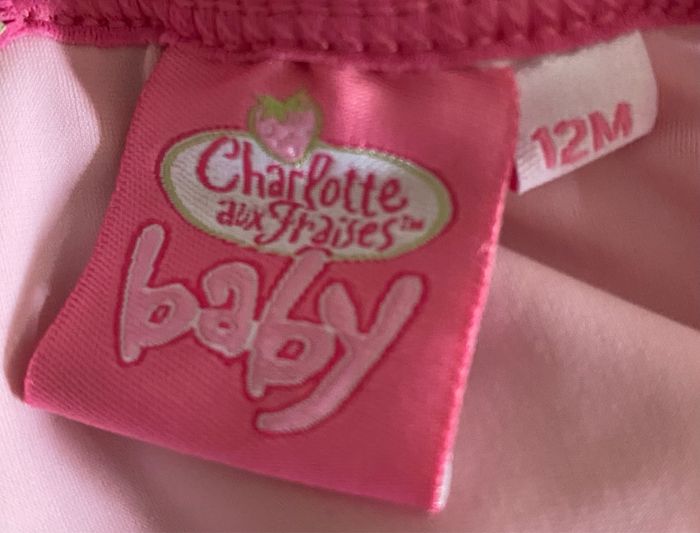 Charlotte
aux Fraises™
baby
12M